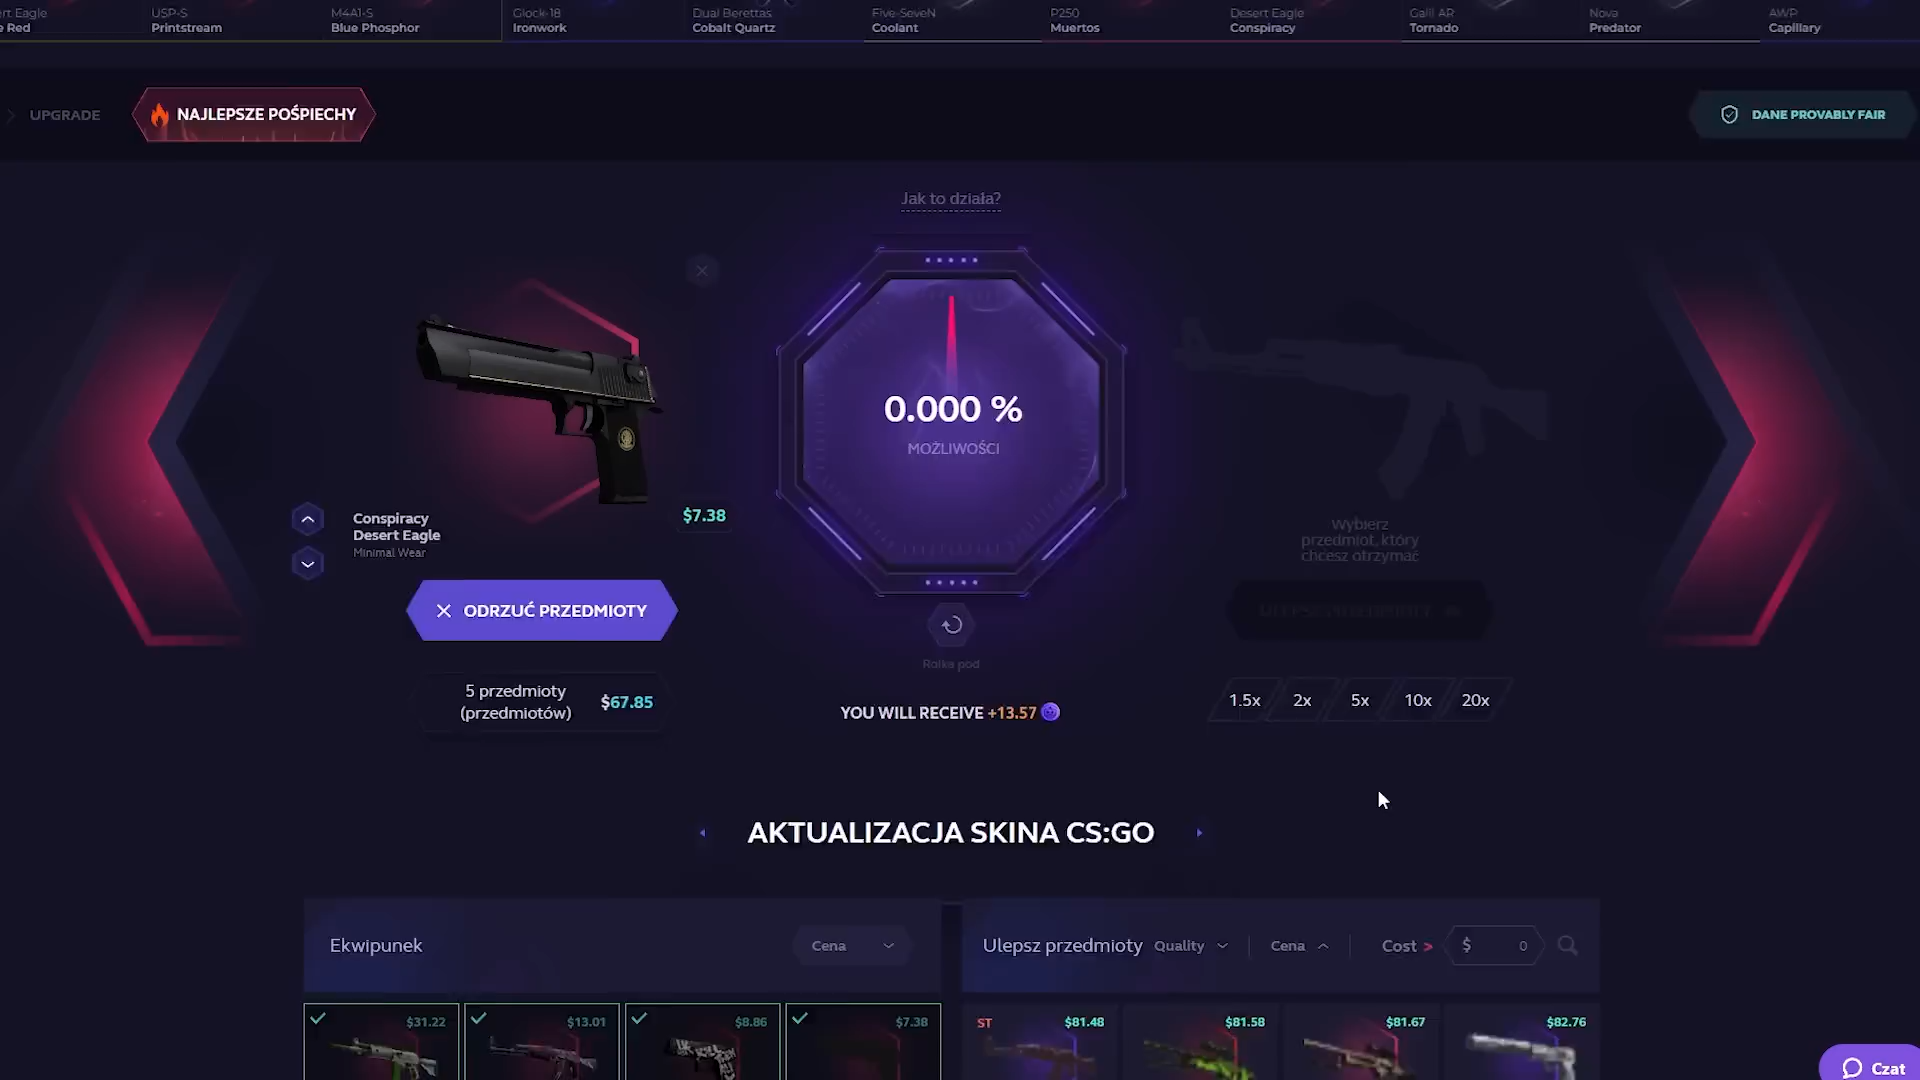 rt Eagle
e Red
USP-S
Printstream
M4A1-S
Blue Phosphor
Glock-18
Ironwork
Dual Berettas
Cobalt Quartz
Five-SeveN
Coolant
P250
Muertos
Desert Eagle
Conspiracy
Galil AR
Tornado
Nova
Predator
AWP
Capillary
UPGRADE
NAJLEPSZE POŚPIECHY
DANE PROVABLY FAIR
Jak to działa?
0.000 %
MOŻLIWOŚCI
Conspiracy
Desert Eagle
Minimal Wear
$7.38
Wybierz
przedmiot, który
chcesz otrzymać
ODRZUĆ PRZEDMIOTY
Rolka pod
5 przedmioty
(przedmiotów)
$67.85
YOU WILL RECEIVE +13.57
1.5x 2x 5x 10x 20x
AKTUALIZACJA SKINA CS:GO
Ekwipunek
Cena
Ulepsz przedmioty
Quality
Cena
Cost >
$ 0
$31.22
$13.01
$8.86
$7.38
ST
$81.48
$81.58
$81.67
$82.76
Czat